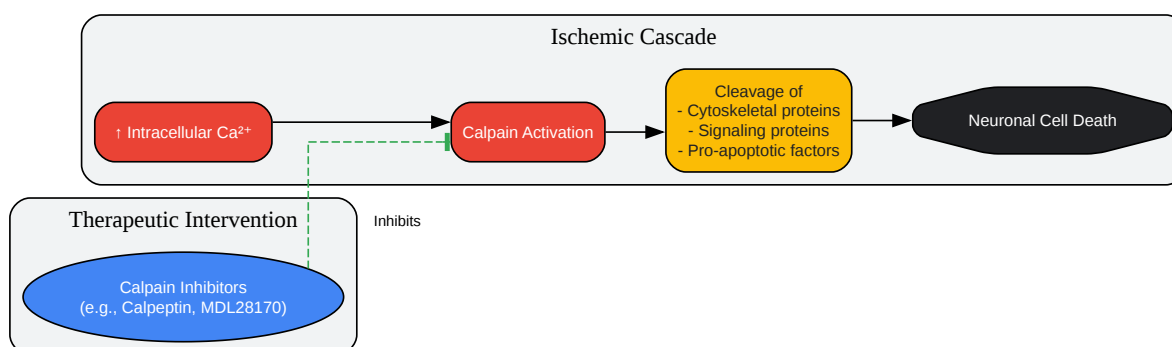 Ischemic Cascade
↑ Intracellular Ca²⁺
Calpain Activation
Cleavage of
- Cytoskeletal proteins
- Signaling proteins
- Pro-apoptotic factors
Neuronal Cell Death
Therapeutic Intervention
Inhibits
Calpain Inhibitors
(e.g., Calpeptin, MDL28170)